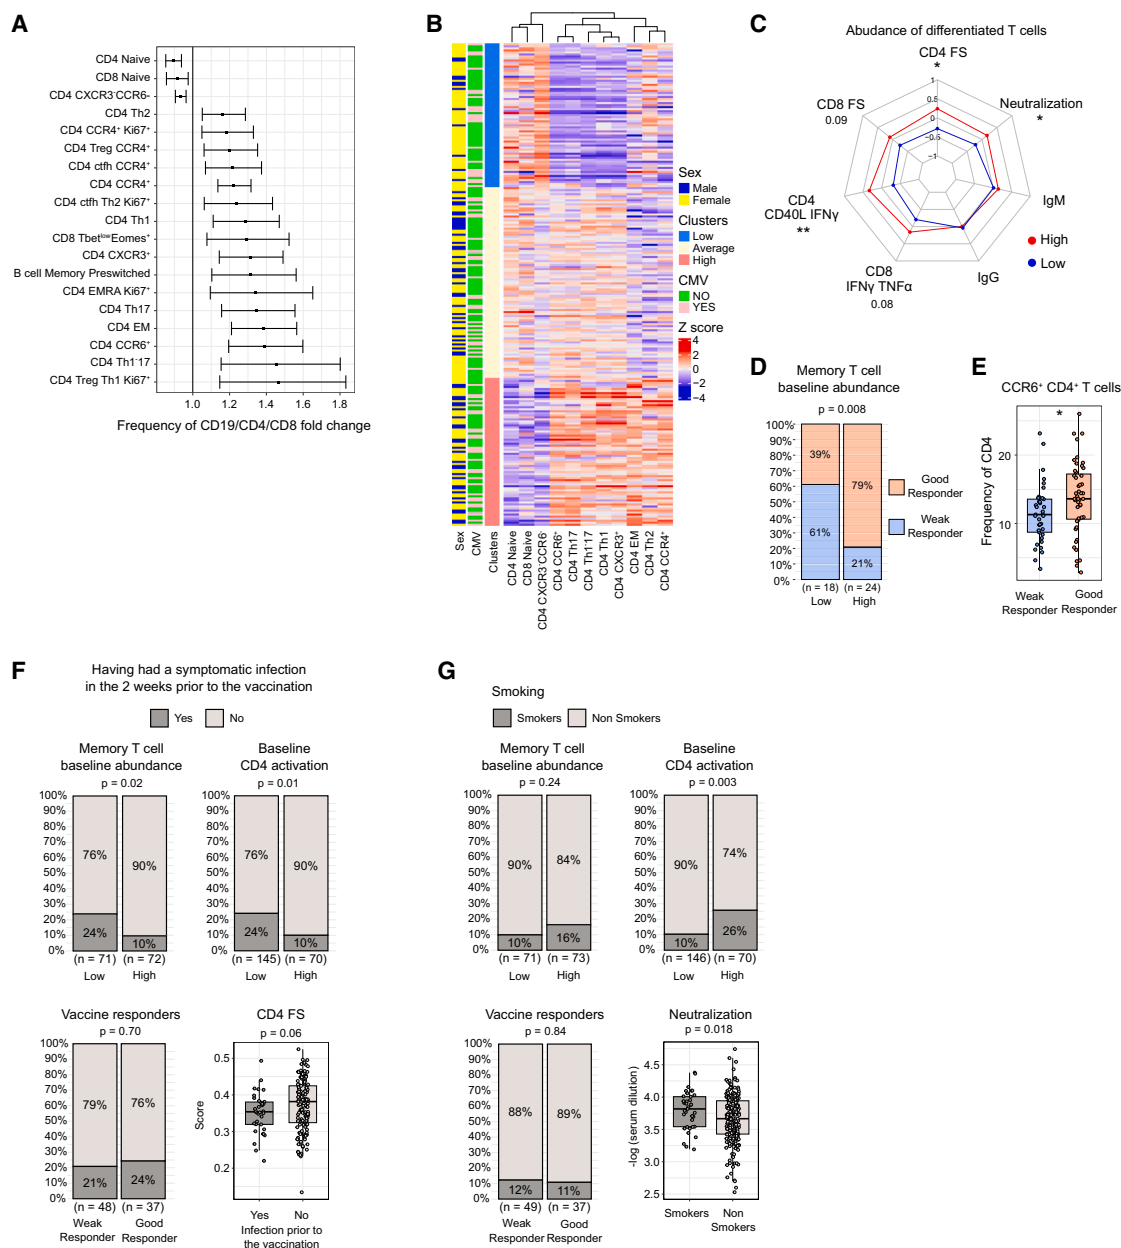 A
CD4 Naive
CD8 Naive
CD4 CXCR3⁻CCR6-
CD4 Th2
CD4 CCR4⁺ Ki67⁺
CD4 Treg CCR4⁺
CD4 ctfh CCR4⁺
CD4 CCR4⁺
CD4 ctfh Th2 Ki67⁺
CD4 Th1
CD8 TbetˡᵒʷEomes⁺
CD4 CXCR3⁺
B cell Memory Preswitched
CD4 EMRA Ki67⁺
CD4 Th17
CD4 EM
CD4 CCR6⁺
CD4 Th1⁻17
CD4 Treg Th1 Ki67⁺
1.0 1.2 1.4 1.6 1.8
Frequency of CD19/CD4/CD8 fold change
B
Sex
CMV
Clusters
CD4 Naive
CD8 Naive
CD4 CXCR3⁻CCR6⁻
CD4 CCR6⁺
CD4 Th17
CD4 Th1⁻17
CD4 Th1
CD4 CXCR3⁺
CD4 EM
CD4 Th2
CD4 CCR4⁺
Sex
Male
Female
Clusters
Low
Average
High
CMV
NO
YES
Z score
4
2
0
−2
−4
C
Abudance of differentiated T cells
CD4 FS
*
Neutralization
*
IgM
IgG
CD8
IFNγ TNFα
0.08
CD4
CD40L IFNγ
**
CD8 FS
0.09
1
0.5
0
−0.5
−1
High
Low
D
Memory T cell
baseline abundance
p = 0.008
100%
90%
80%
70%
60%
50%
40%
30%
20%
10%
0%
39%
61%
79%
21%
(n = 18) (n = 24)
Low High
Good
Responder
Weak
Responder
E
CCR6⁺ CD4⁺ T cells
*
Frequency of CD4
20
10
Weak
Responder
Good
Responder
F
Having had a symptomatic infection
in the 2 weeks prior to the vaccination
Yes No
Memory T cell
baseline abundance
p = 0.02
100%
90%
80%
70%
60%
50%
40%
30%
20%
10%
0%
76%
24%
90%
10%
(n = 71) (n = 72)
Low High
Baseline
CD4 activation
p = 0.01
100%
90%
80%
70%
60%
50%
40%
30%
20%
10%
0%
76%
24%
90%
10%
(n = 145) (n = 70)
Low High
Vaccine responders
p = 0.70
100%
90%
80%
70%
60%
50%
40%
30%
20%
10%
0%
79%
21%
76%
24%
(n = 48) (n = 37)
Weak
Responder
Good
Responder
CD4 FS
p = 0.06
Score
0.5
0.4
0.3
0.2
Yes No
Infection prior to
the vaccination
G
Smoking
Smokers Non Smokers
Memory T cell
baseline abundance
p = 0.24
100%
90%
80%
70%
60%
50%
40%
30%
20%
10%
0%
90%
10%
84%
16%
(n = 71) (n = 73)
Low High
Baseline
CD4 activation
p = 0.003
100%
90%
80%
70%
60%
50%
40%
30%
20%
10%
0%
90%
10%
74%
26%
(n = 146) (n = 70)
Low High
Vaccine responders
p = 0.84
100%
90%
80%
70%
60%
50%
40%
30%
20%
10%
0%
88%
12%
89%
11%
(n = 49) (n = 37)
Weak
Responder
Good
Responder
Neutralization
p = 0.018
-log (serum dilution)
4.5
4.0
3.5
3.0
2.5
Smokers
Non
Smokers